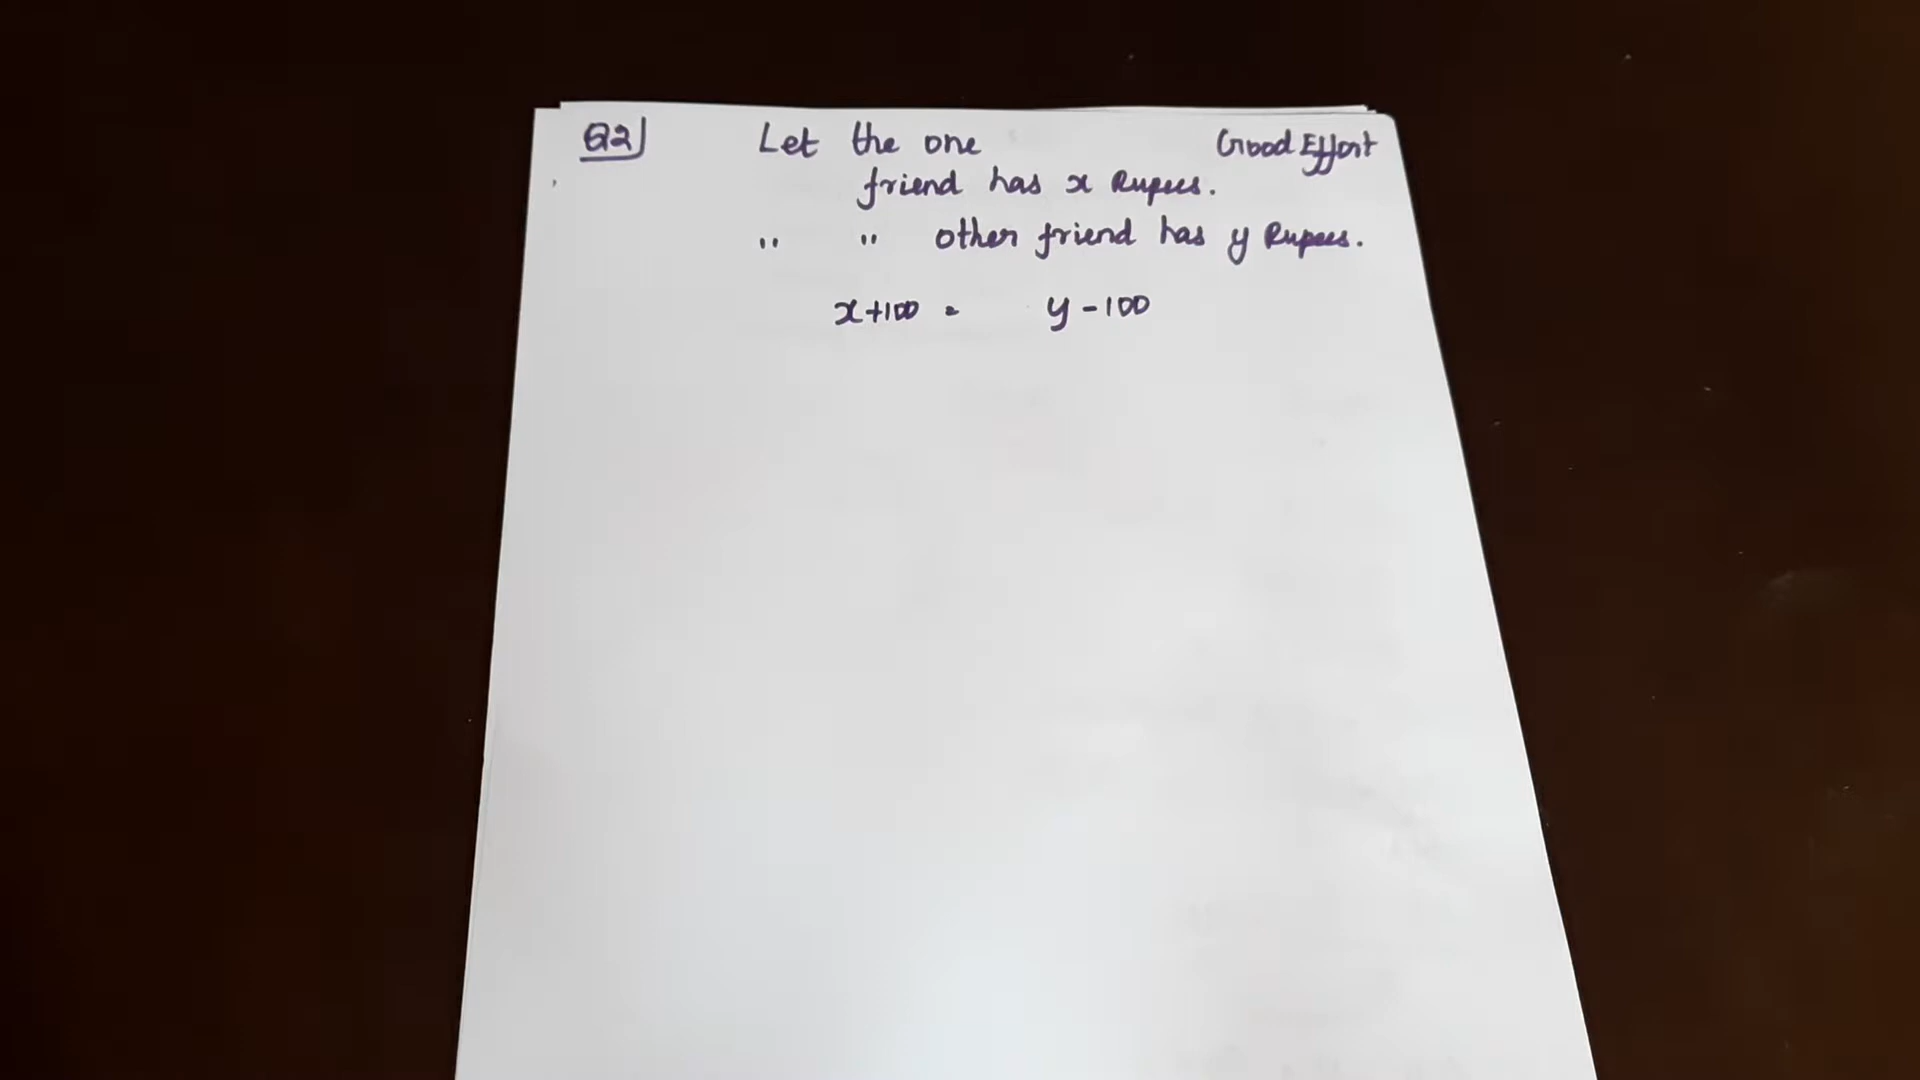 Q2) Let the one Good Effort
friend has x Rupees.
" " other friend has y Rupees.
x+100 = y-100